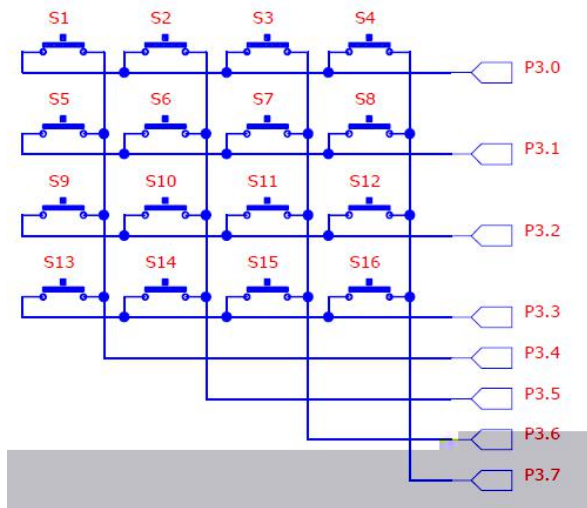 S1 S2 S3 S4
P3.0
S5 S6 S7 S8
P3.1
S9 S10 S11 S12
P3.2
S13 S14 S15 S16
P3.3
P3.4
P3.5
P3.6
P3.7